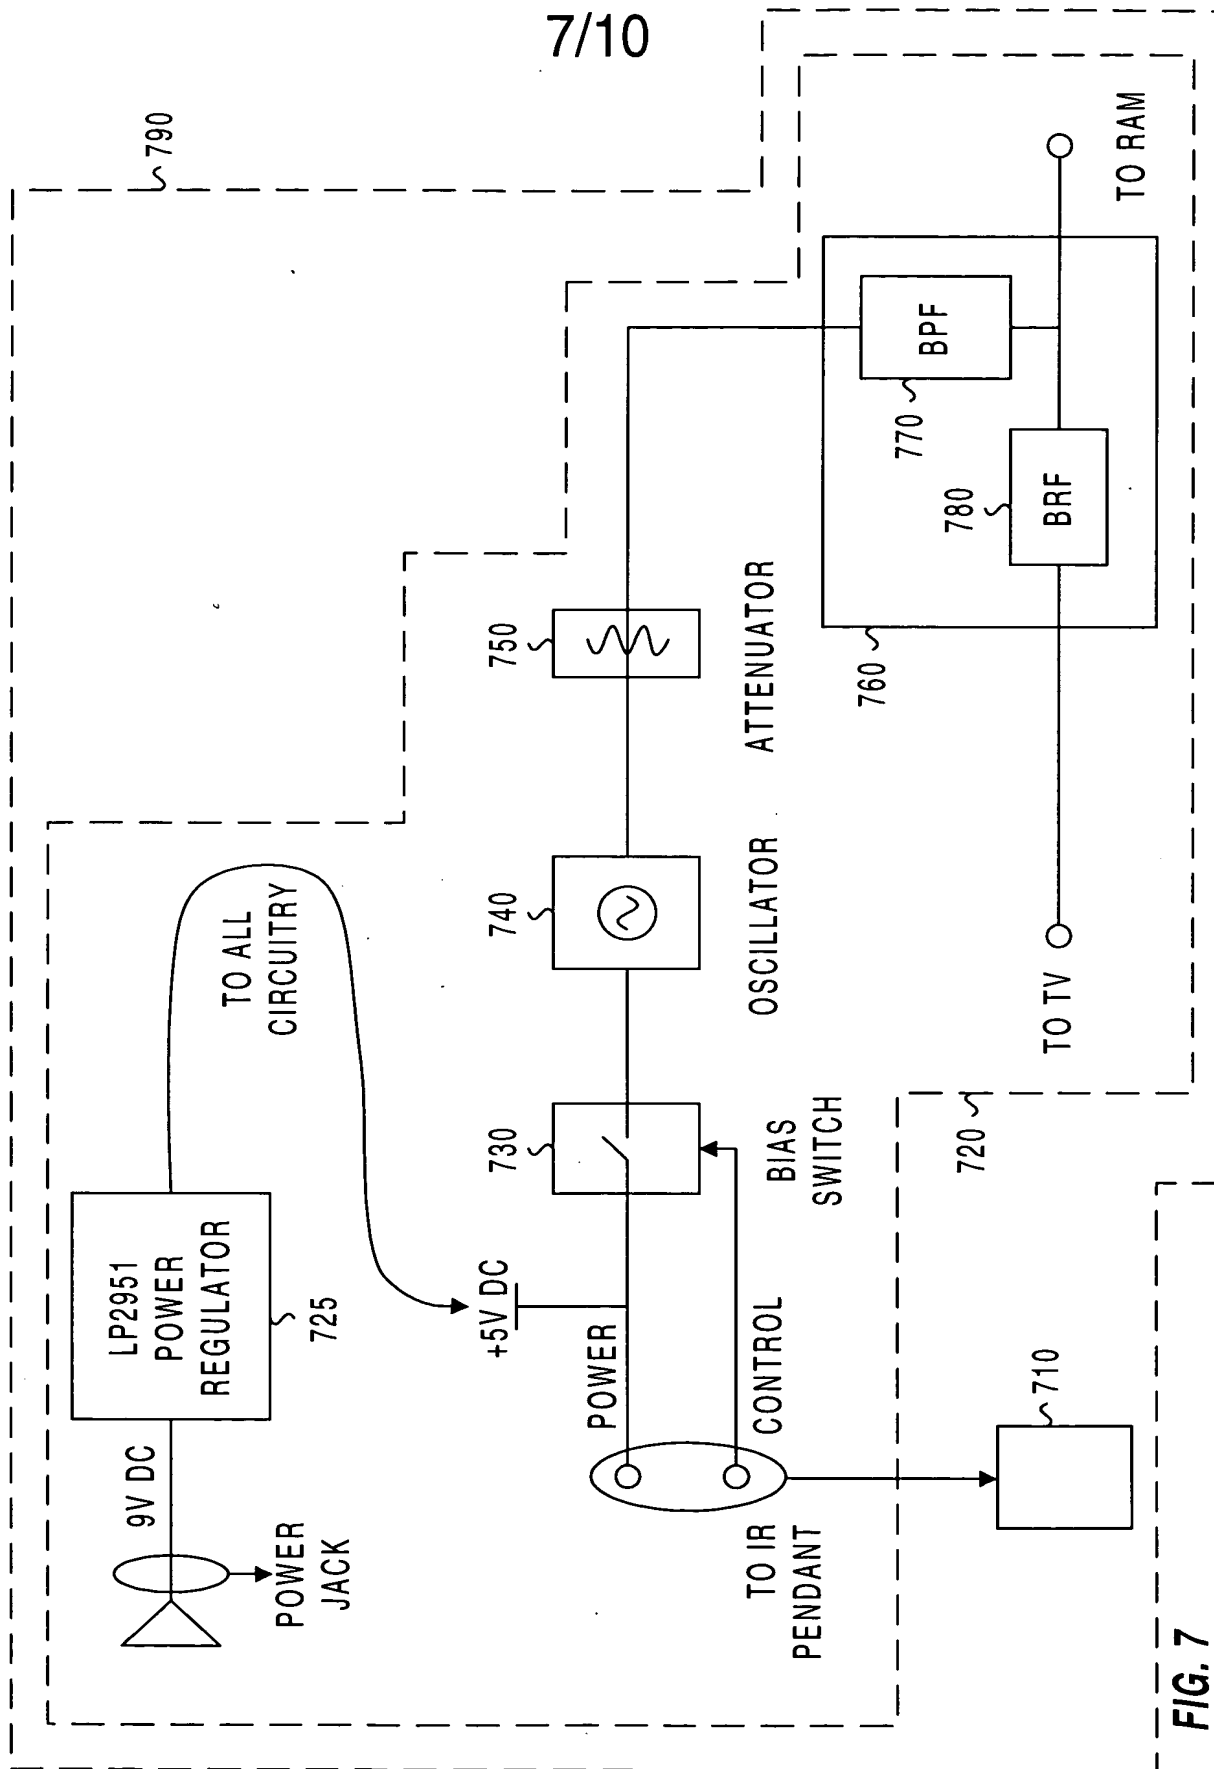 7/10
790
LP2951
POWER
REGULATOR
725
9V DC
POWER
JACK
TO ALL
CIRCUITRY
+5V DC
POWER
CONTROL
TO IR
PENDANT
710
730
BIAS
SWITCH
740
OSCILLATOR
750
ATTENUATOR
720
760
770
BPF
780
BRF
TO TV
TO RAM
FIG. 7